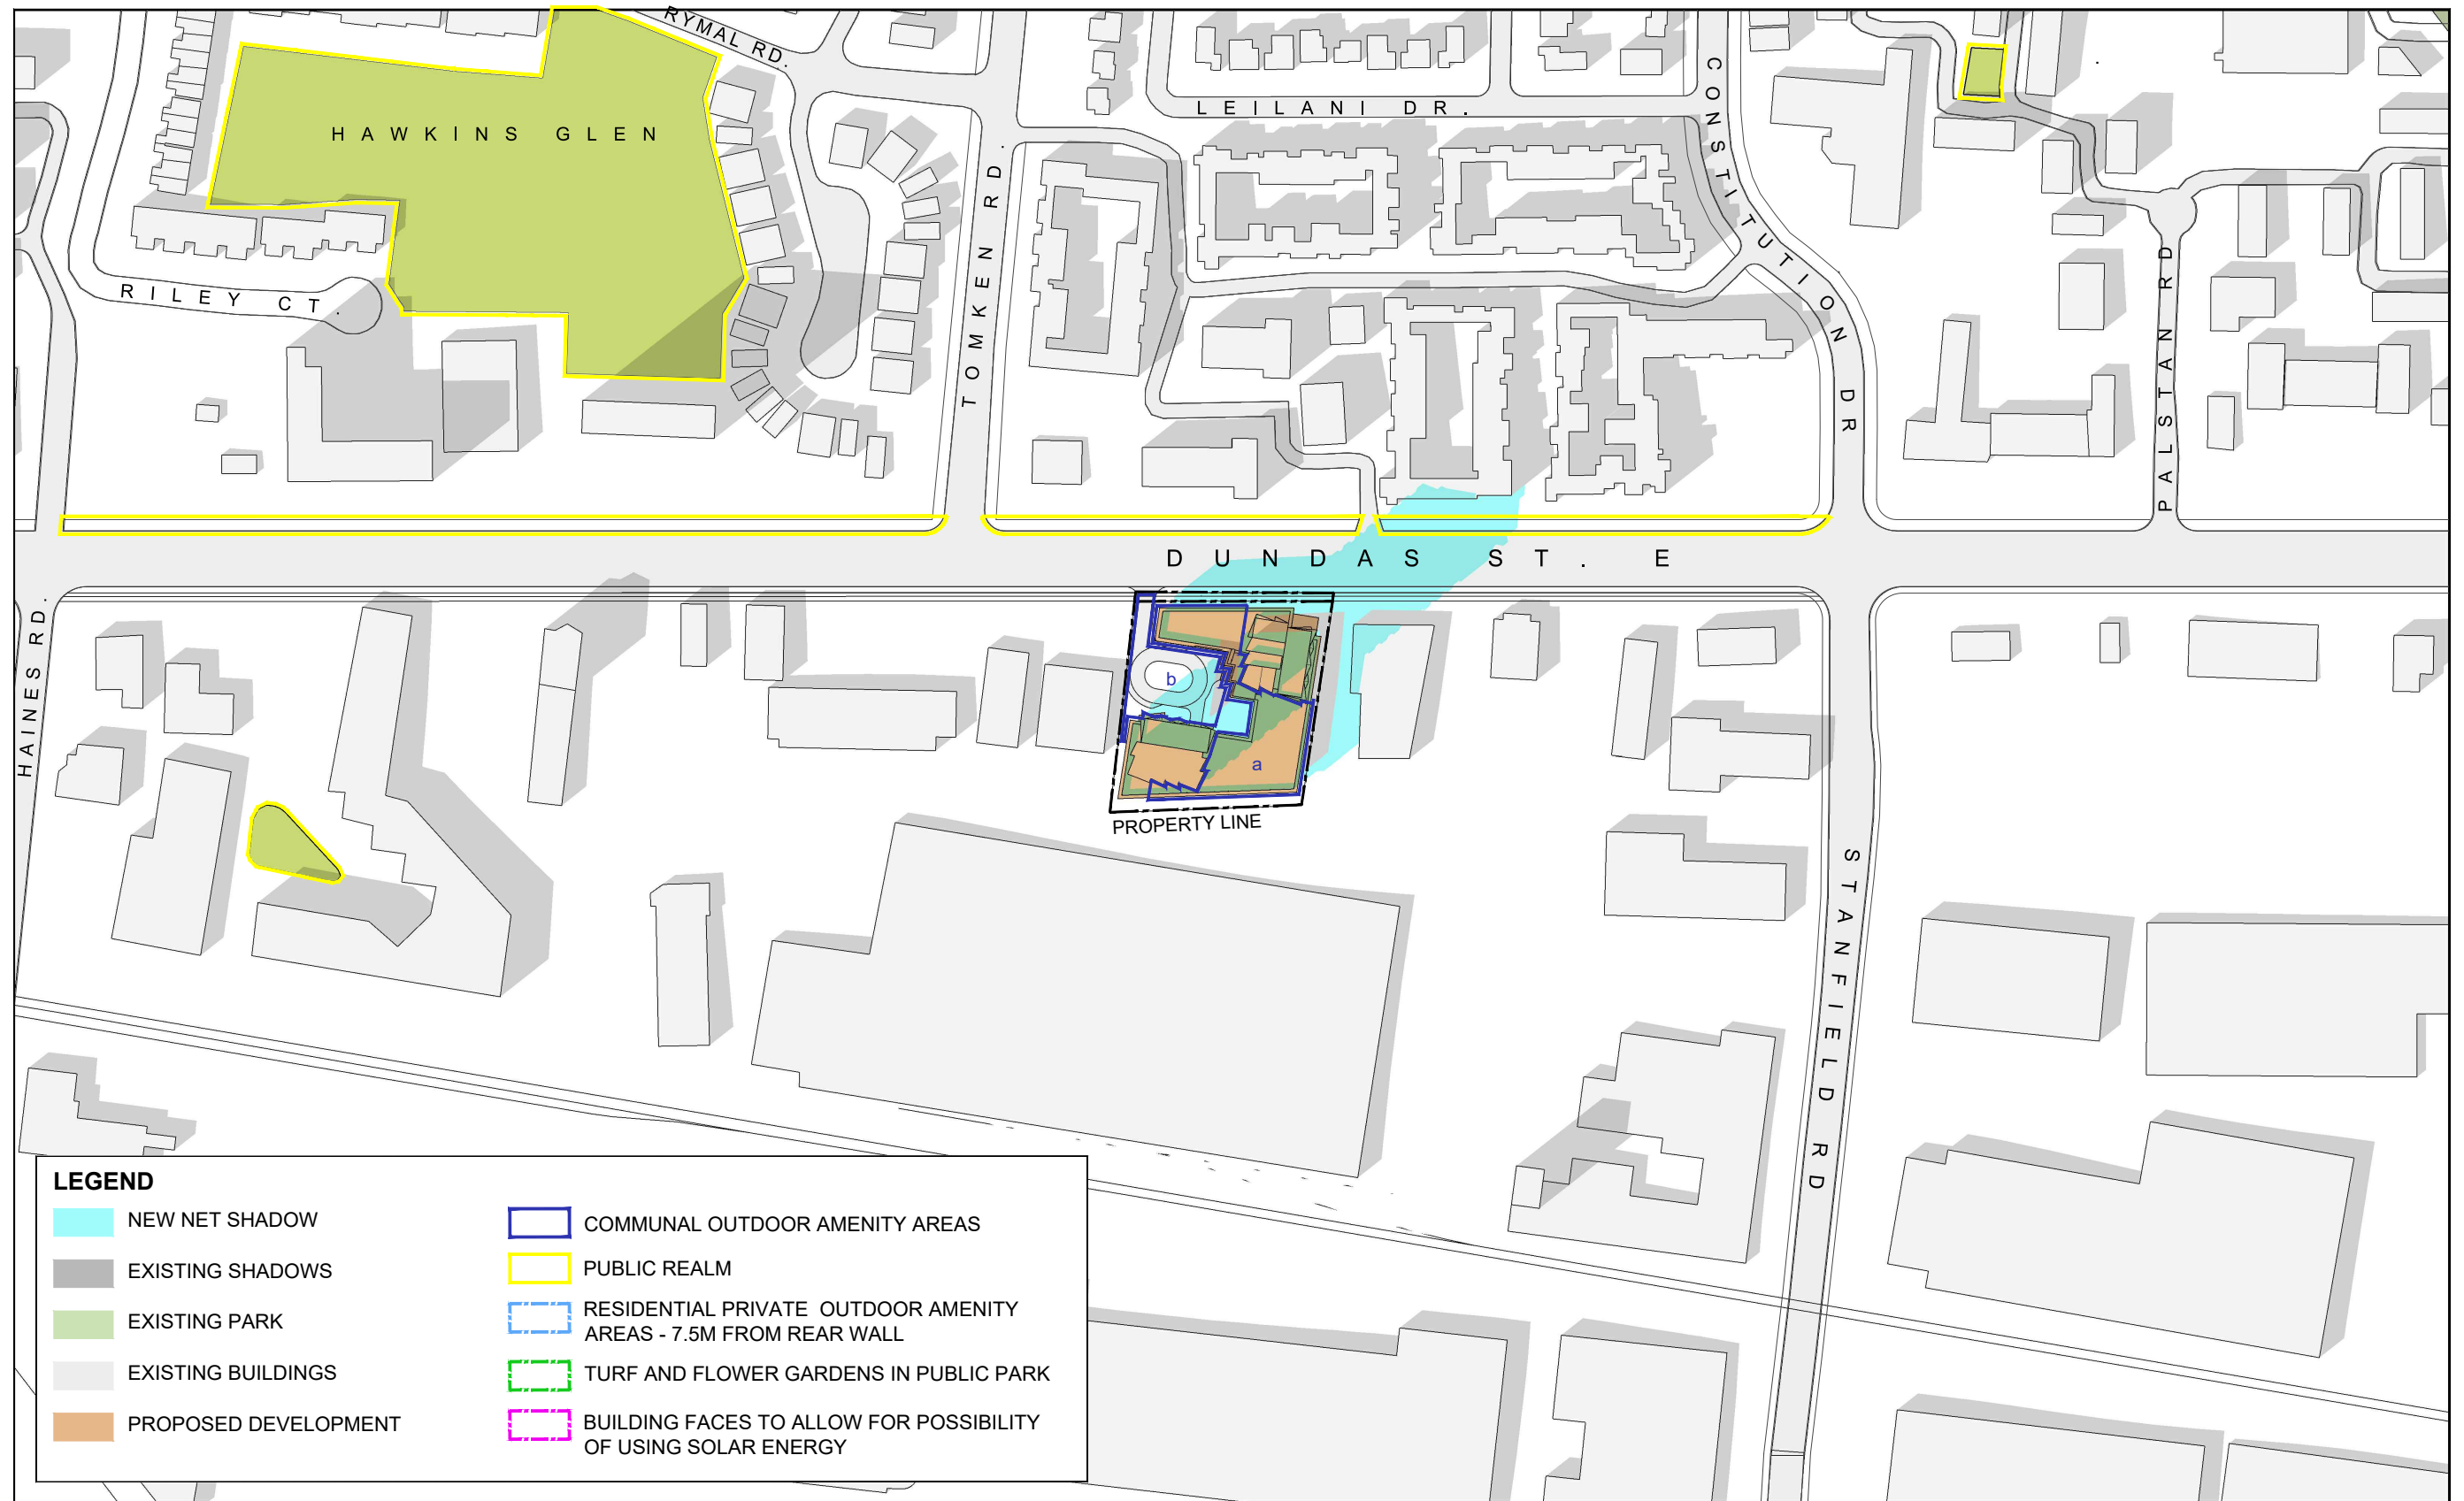 RYMAL RD.
HAWKINS GLEN
LEILANI DR.
CONSTITUTION DR
TOMKEN RD.
RILEY CT.
PALSTAN RD
DUNDAS ST. E
HAINES RD.
b
a
PROPERTY LINE
STANFIELD RD
LEGEND
NEW NET SHADOW
EXISTING SHADOWS
EXISTING PARK
EXISTING BUILDINGS
PROPOSED DEVELOPMENT
COMMUNAL OUTDOOR AMENITY AREAS
PUBLIC REALM
RESIDENTIAL PRIVATE OUTDOOR AMENITY
AREAS - 7.5M FROM REAR WALL
TURF AND FLOWER GARDENS IN PUBLIC PARK
BUILDING FACES TO ALLOW FOR POSSIBILITY
OF USING SOLAR ENERGY